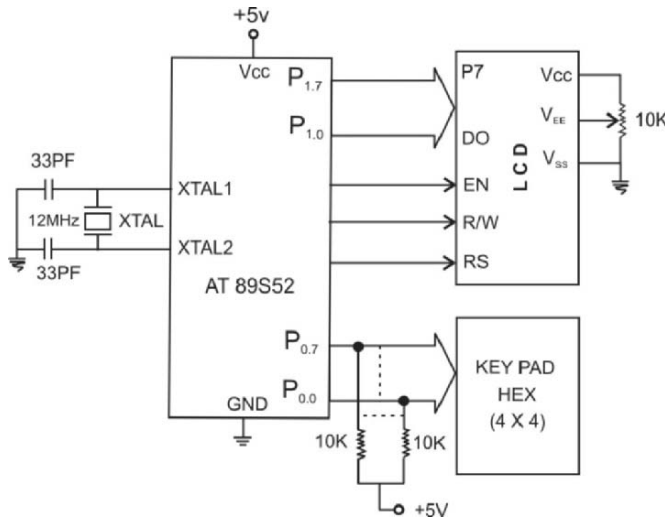 +5v
Vcc
P1.7
P1.0
XTAL1
XTAL2
AT 89S52
P0.7
P0.0
GND
33PF
12MHz
XTAL
33PF
P7
DO
EN
R/W
RS
LCD
Vcc
VEE
VSS
10K
KEY PAD
HEX
(4 X 4)
10K
10K
+5V